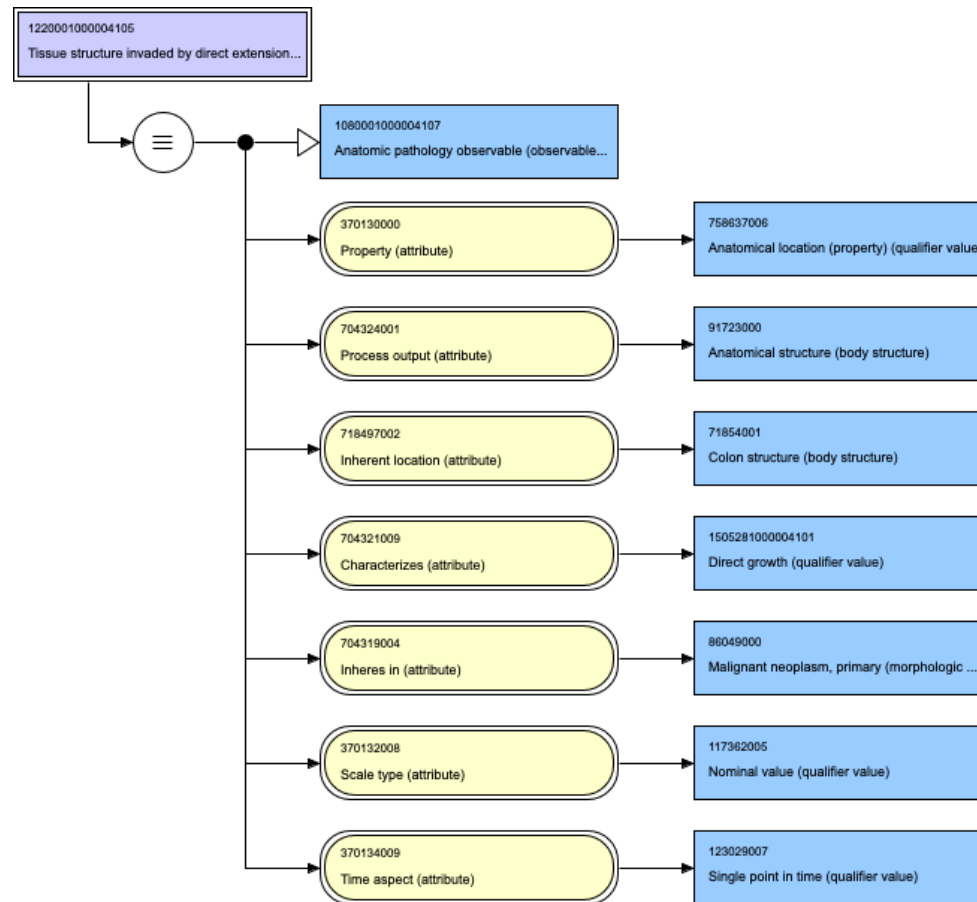 1220001000004105
Tissue structure invaded by direct extension...
1080001000004107
Anatomic pathology observable (observable...
370130000
Property (attribute)
758637006
Anatomical location (property) (qualifier value
704324001
Process output (attribute)
91723000
Anatomical structure (body structure)
718497002
Inherent location (attribute)
71854001
Colon structure (body structure)
704321009
Characterizes (attribute)
1505281000004101
Direct growth (qualifier value)
704319004
Inheres in (attribute)
86049000
Malignant neoplasm, primary (morphologic ...
370132008
Scale type (attribute)
117362005
Nominal value (qualifier value)
370134009
Time aspect (attribute)
123029007
Single point in time (qualifier value)